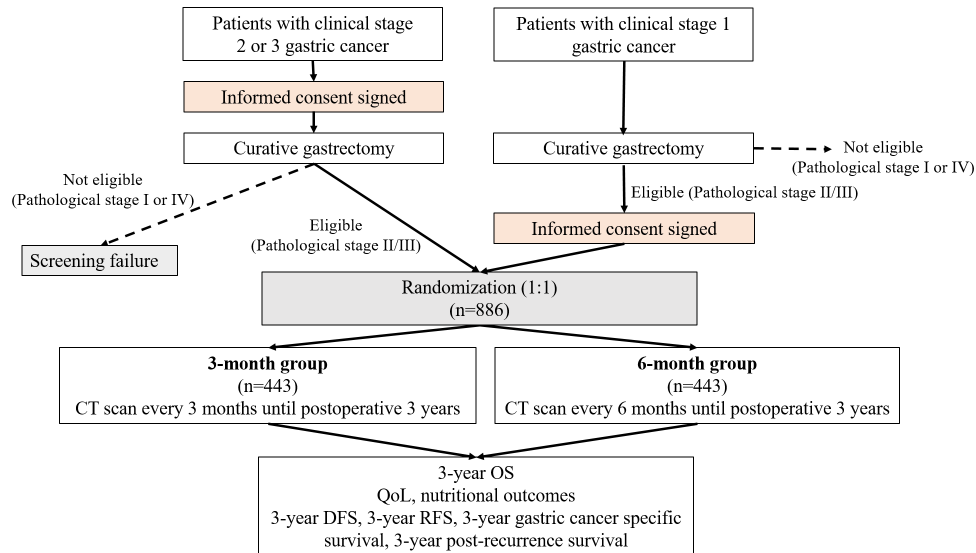 Patients with clinical stage
2 or 3 gastric cancer
Patients with clinical stage 1
gastric cancer
Informed consent signed
Curative gastrectomy
Curative gastrectomy
Not eligible
(Pathological stage I or IV)
Not eligible
(Pathological stage I or IV)
Eligible (Pathological stage II/III)
Eligible
(Pathological stage II/III)
Informed consent signed
Screening failure
Randomization (1:1)
(n=886)
3-month group
(n=443)
CT scan every 3 months until postoperative 3 years
6-month group
(n=443)
CT scan every 6 months until postoperative 3 years
3-year OS
QoL, nutritional outcomes
3-year DFS, 3-year RFS, 3-year gastric cancer specific
survival, 3-year post-recurrence survival